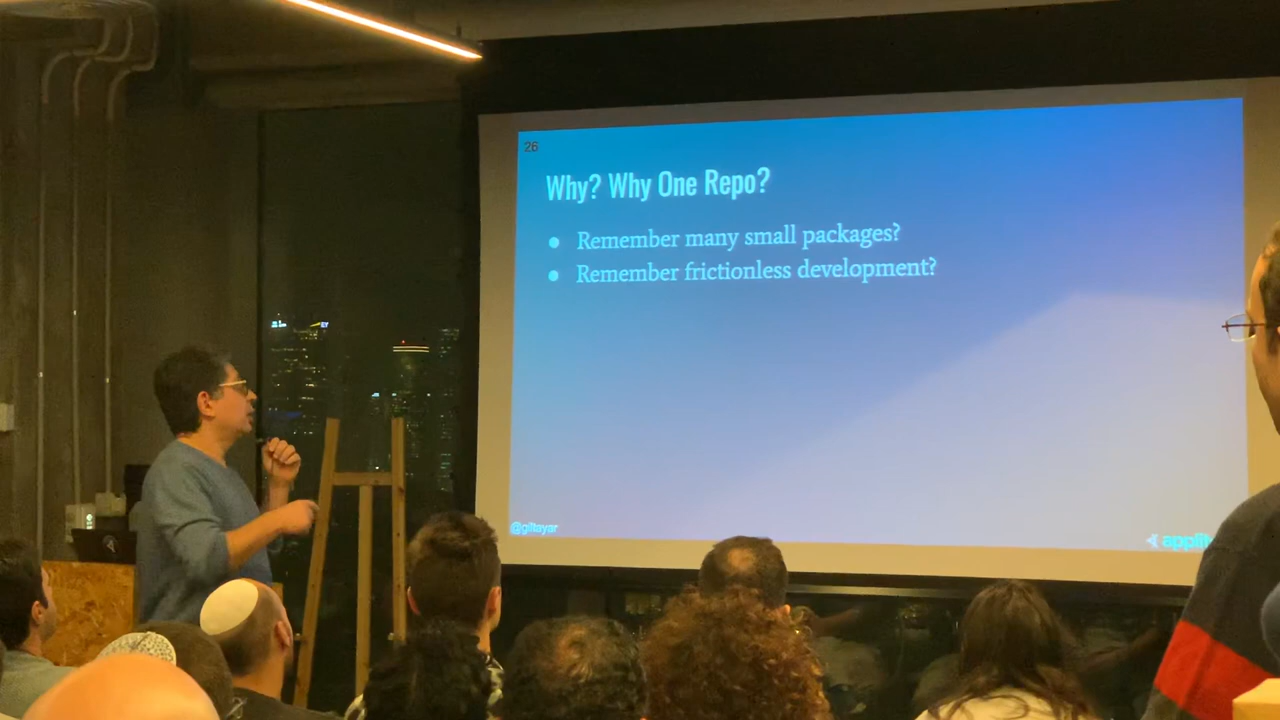 26
Why? Why One Repo?
● Remember many small packages?
● Remember frictionless development?
@giltayar